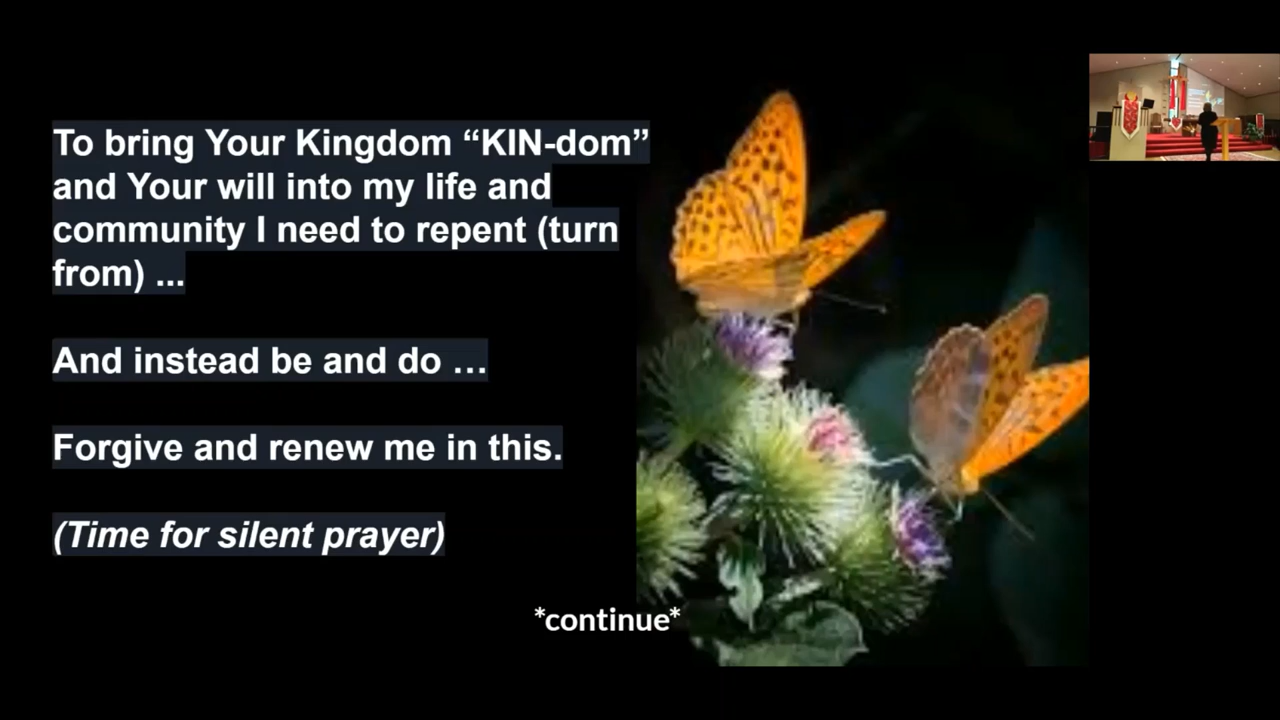 To bring Your Kingdom “KIN-dom”
and Your will into my life and
community I need to repent (turn
from) ...
And instead be and do …
Forgive and renew me in this.
(Time for silent prayer)
*continue*